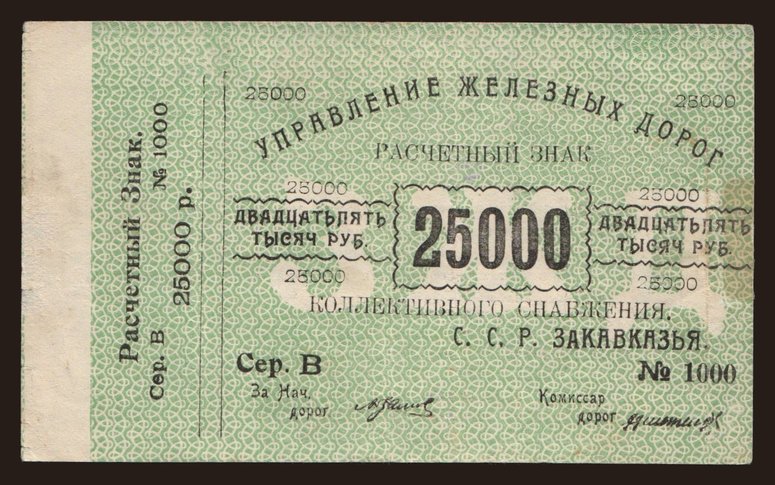 Расчетный Знак.
Сер. В № 1000
25000 р.
25000 25000
УПРАВЛЕНИЕ ЖЕЛЕЗНЫХ ДОРОГ
РАСЧЕТНЫЙ ЗНАК
25000 25000
ДВАДЦАТЬПЯТЬ 25000 ДВАДЦАТЬПЯТЬ
ТЫСЯЧ РУБ. ТЫСЯЧ РУБ.
25000 25000
КОЛЛЕКТИВНОГО СНАБЖЕНИЯ.
С. С. Р. ЗАКАВКАЗЬЯ.
Сер. В № 1000
За Нач. Комиссар
дорог дорог